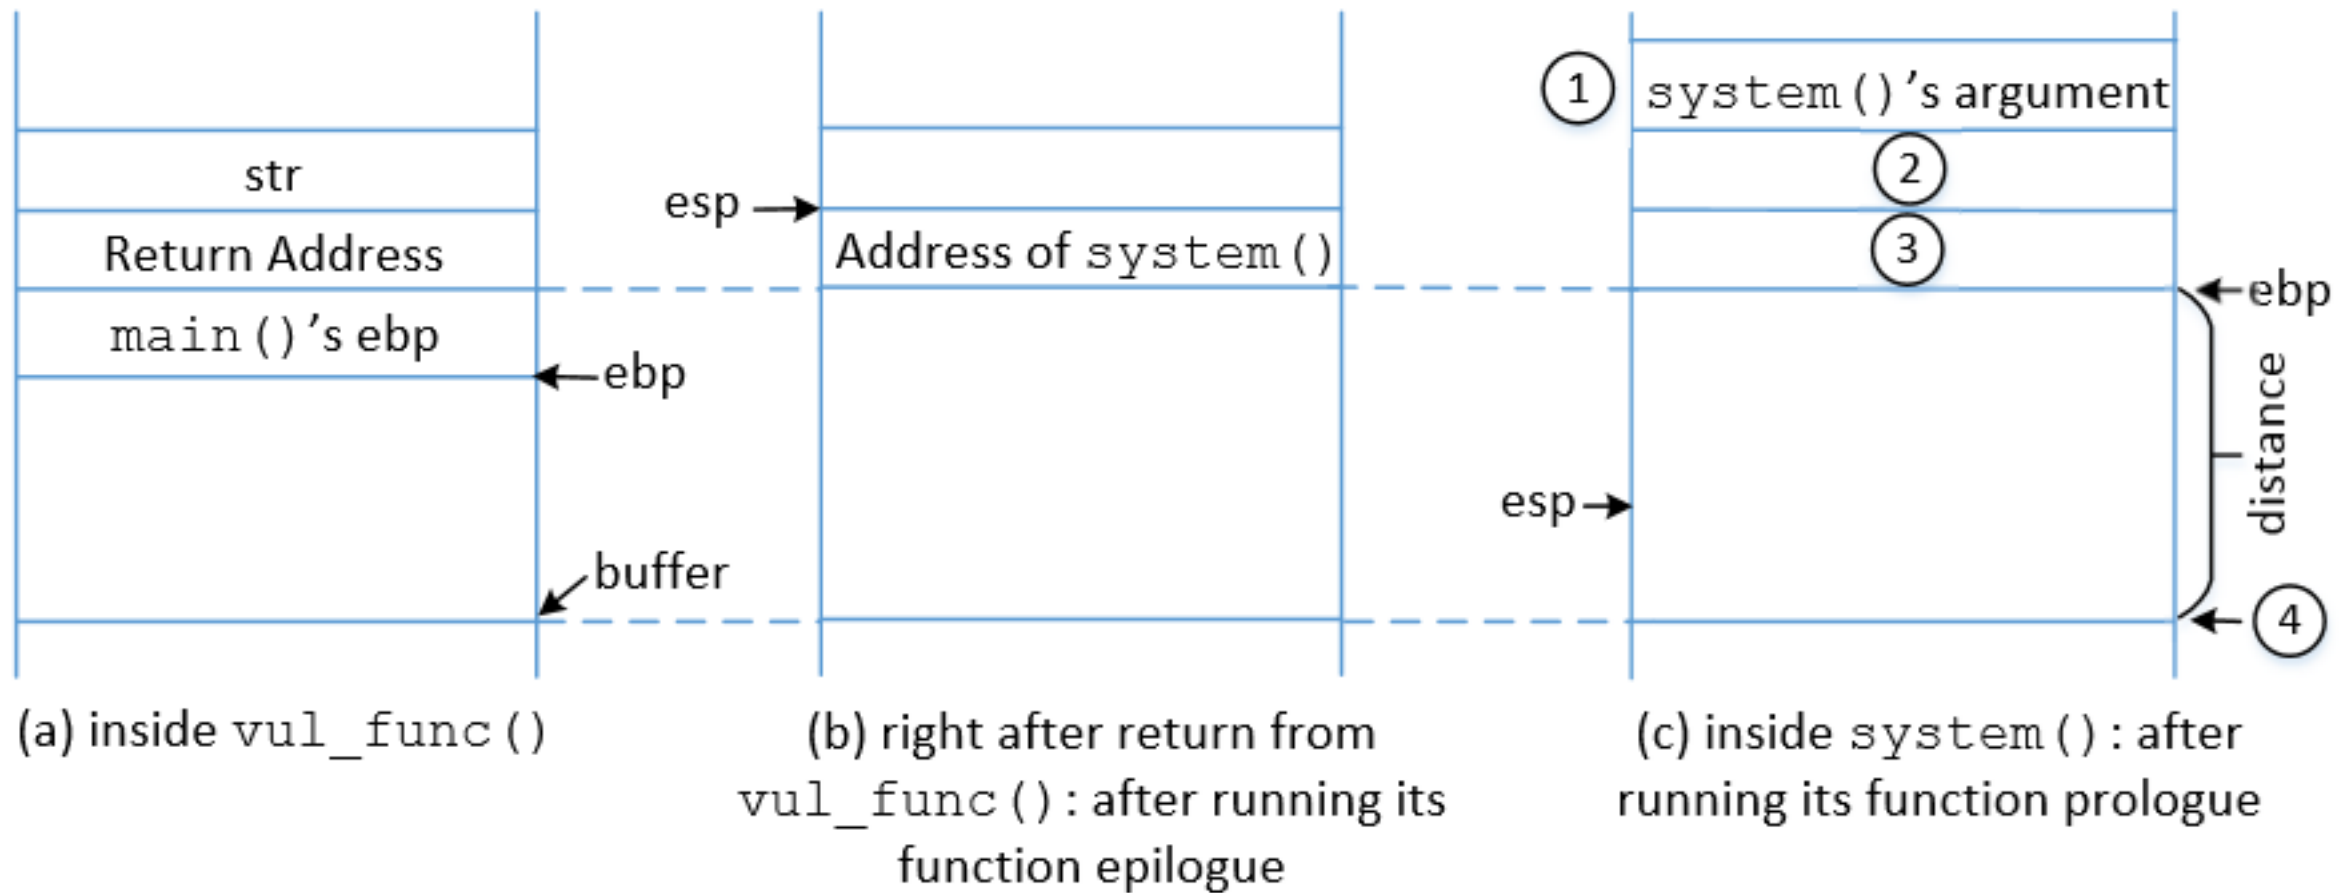 str
Return Address
main()'s ebp
ebp
buffer
(a) inside vul_func()
esp
Address of system()
(b) right after return from
vul_func(): after running its
function epilogue
1
system()'s argument
2
3
ebp
distance
esp
4
(c) inside system(): after
running its function prologue